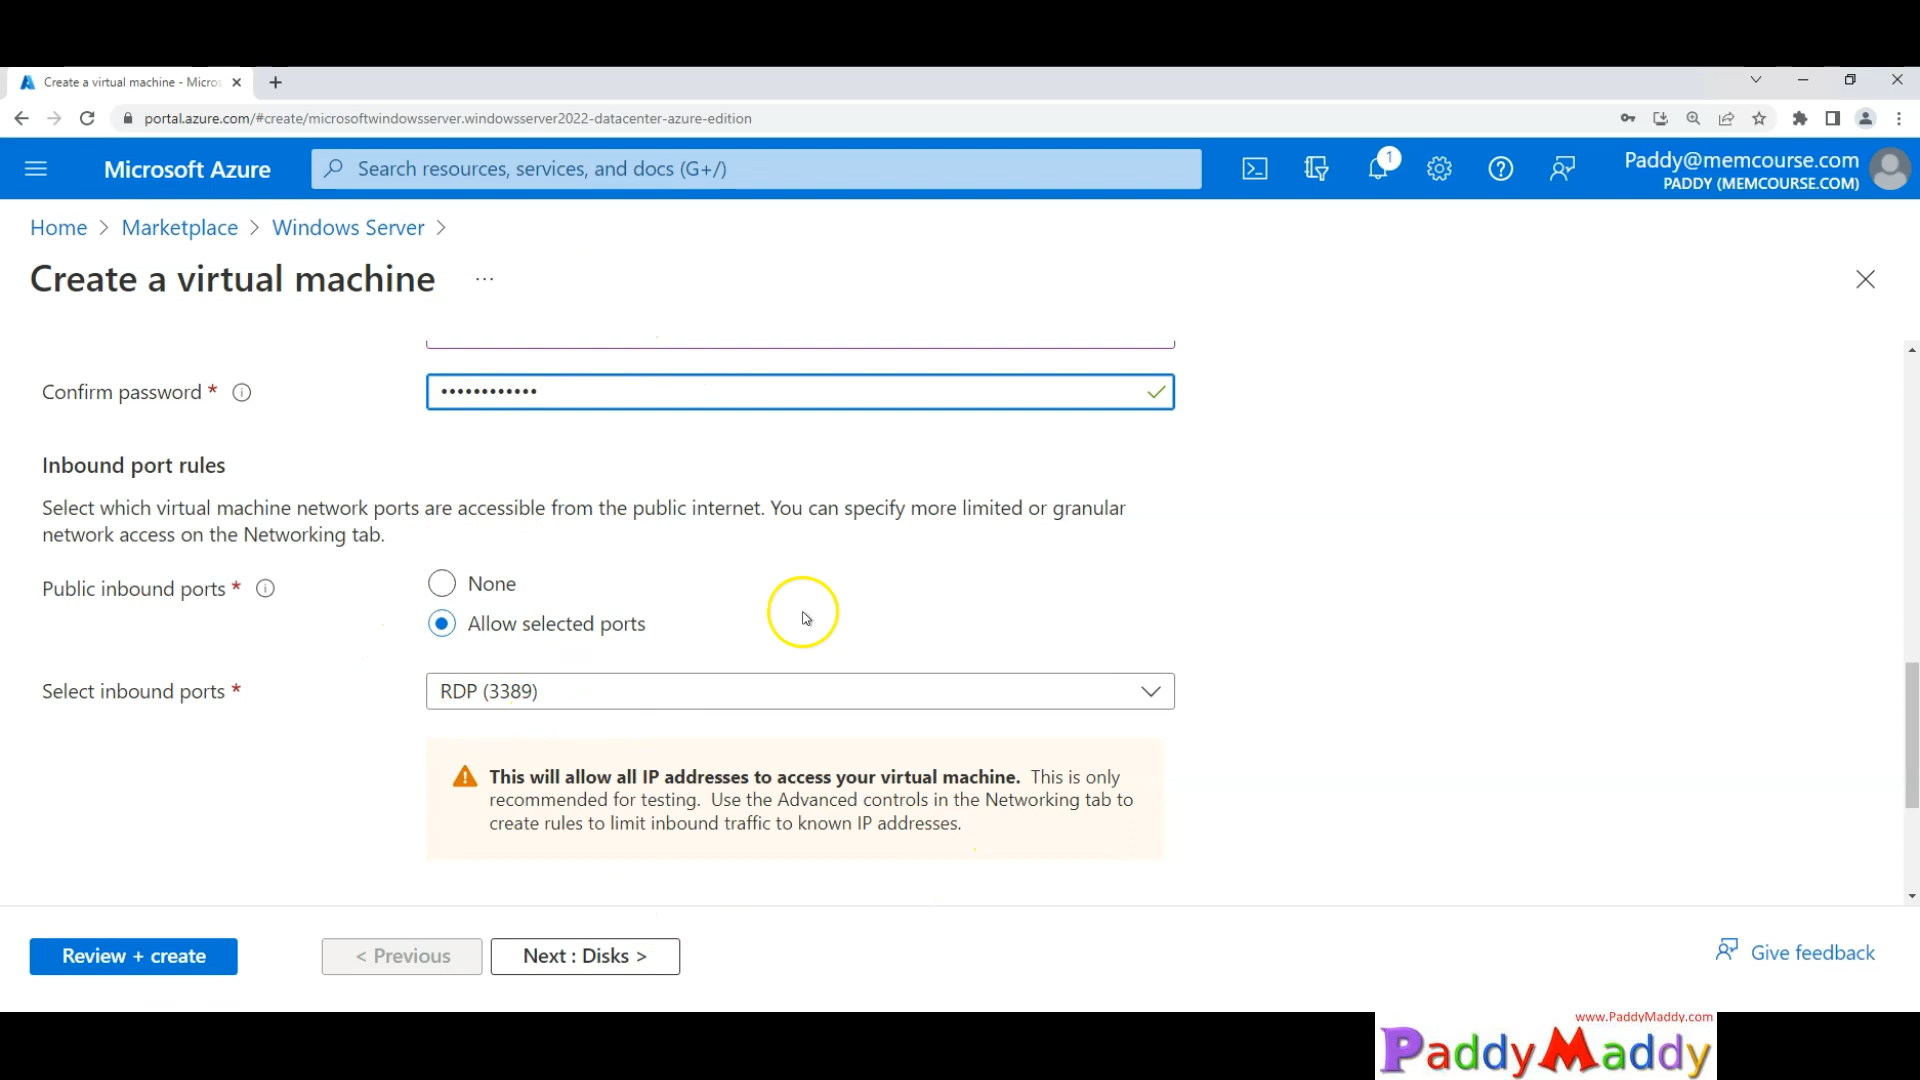 Create a virtual machine - Micros
portal.azure.com/#create/microsoftwindowsserver.windowsserver2022-datacenter-azure-edition
Microsoft Azure
Search resources, services, and docs (G+/)
1
Paddy@memcourse.com
PADDY (MEMCOURSE.COM)
Home > Marketplace > Windows Server >
Create a virtual machine ...
Confirm password *
••••••••••••
Inbound port rules
Select which virtual machine network ports are accessible from the public internet. You can specify more limited or granular
network access on the Networking tab.
Public inbound ports *
None
Allow selected ports
Select inbound ports *
RDP (3389)
This will allow all IP addresses to access your virtual machine. This is only
recommended for testing. Use the Advanced controls in the Networking tab to
create rules to limit inbound traffic to known IP addresses.
Review + create
< Previous
Next : Disks >
Give feedback
www.PaddyMaddy.com
PaddyMaddy